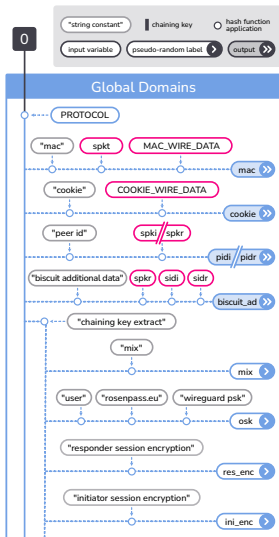 0
"string constant"
chaining key
hash function
application
input variable
pseudo-random label
output
Global Domains
PROTOCOL
"mac" spkt MAC_WIRE_DATA
mac
"cookie" COOKIE_WIRE_DATA
cookie
"peer id" spki//spkr
pidi//pidr
"biscuit additional data" spkr sidi sidr
biscuit_ad
"chaining key extract"
"mix"
mix
"user" "rosenpass.eu" "wireguard psk"
osk
"responder session encryption"
res_enc
"initiator session encryption"
ini_enc